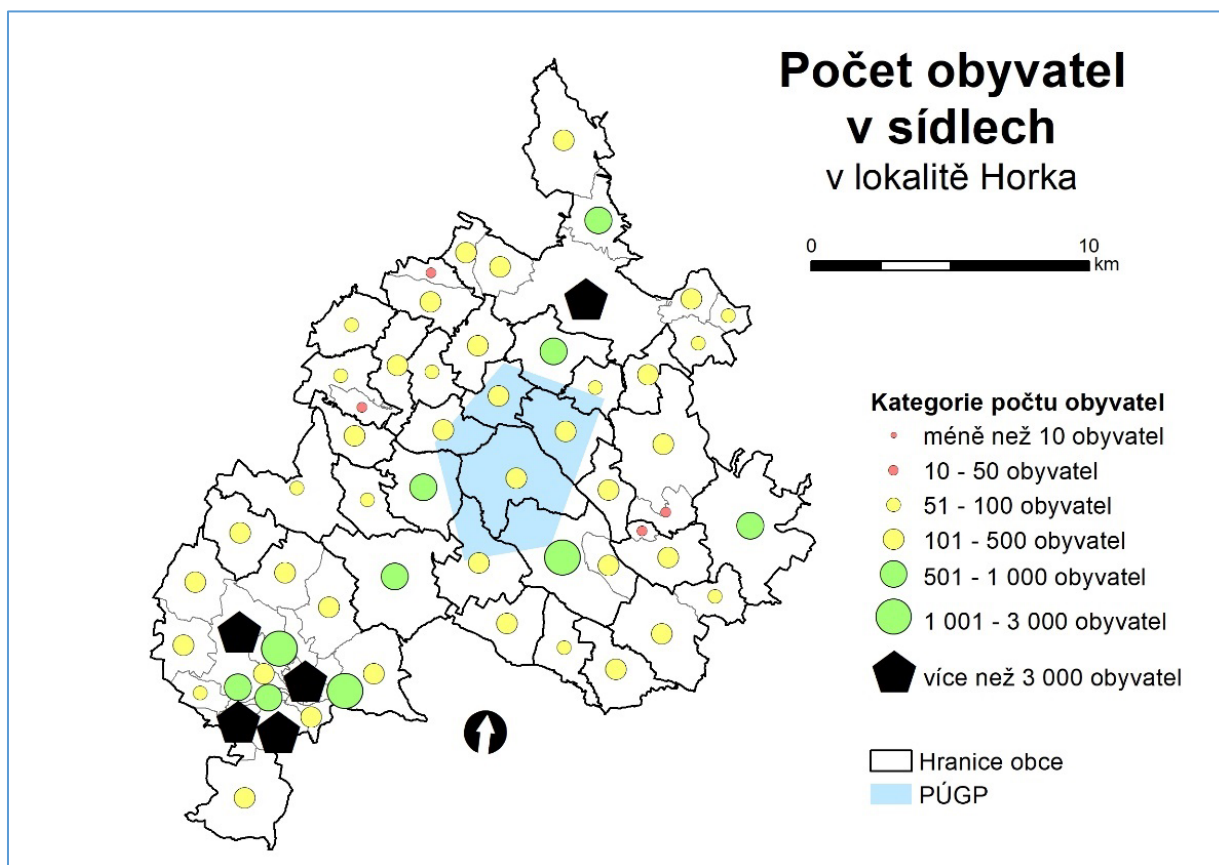 Počet obyvatel
v sídlech
v lokalitě Horka
0 10
km
Kategorie počtu obyvatel
méně než 10 obyvatel
10 - 50 obyvatel
51 - 100 obyvatel
101 - 500 obyvatel
501 - 1 000 obyvatel
1 001 - 3 000 obyvatel
více než 3 000 obyvatel
Hranice obce
PÚGP